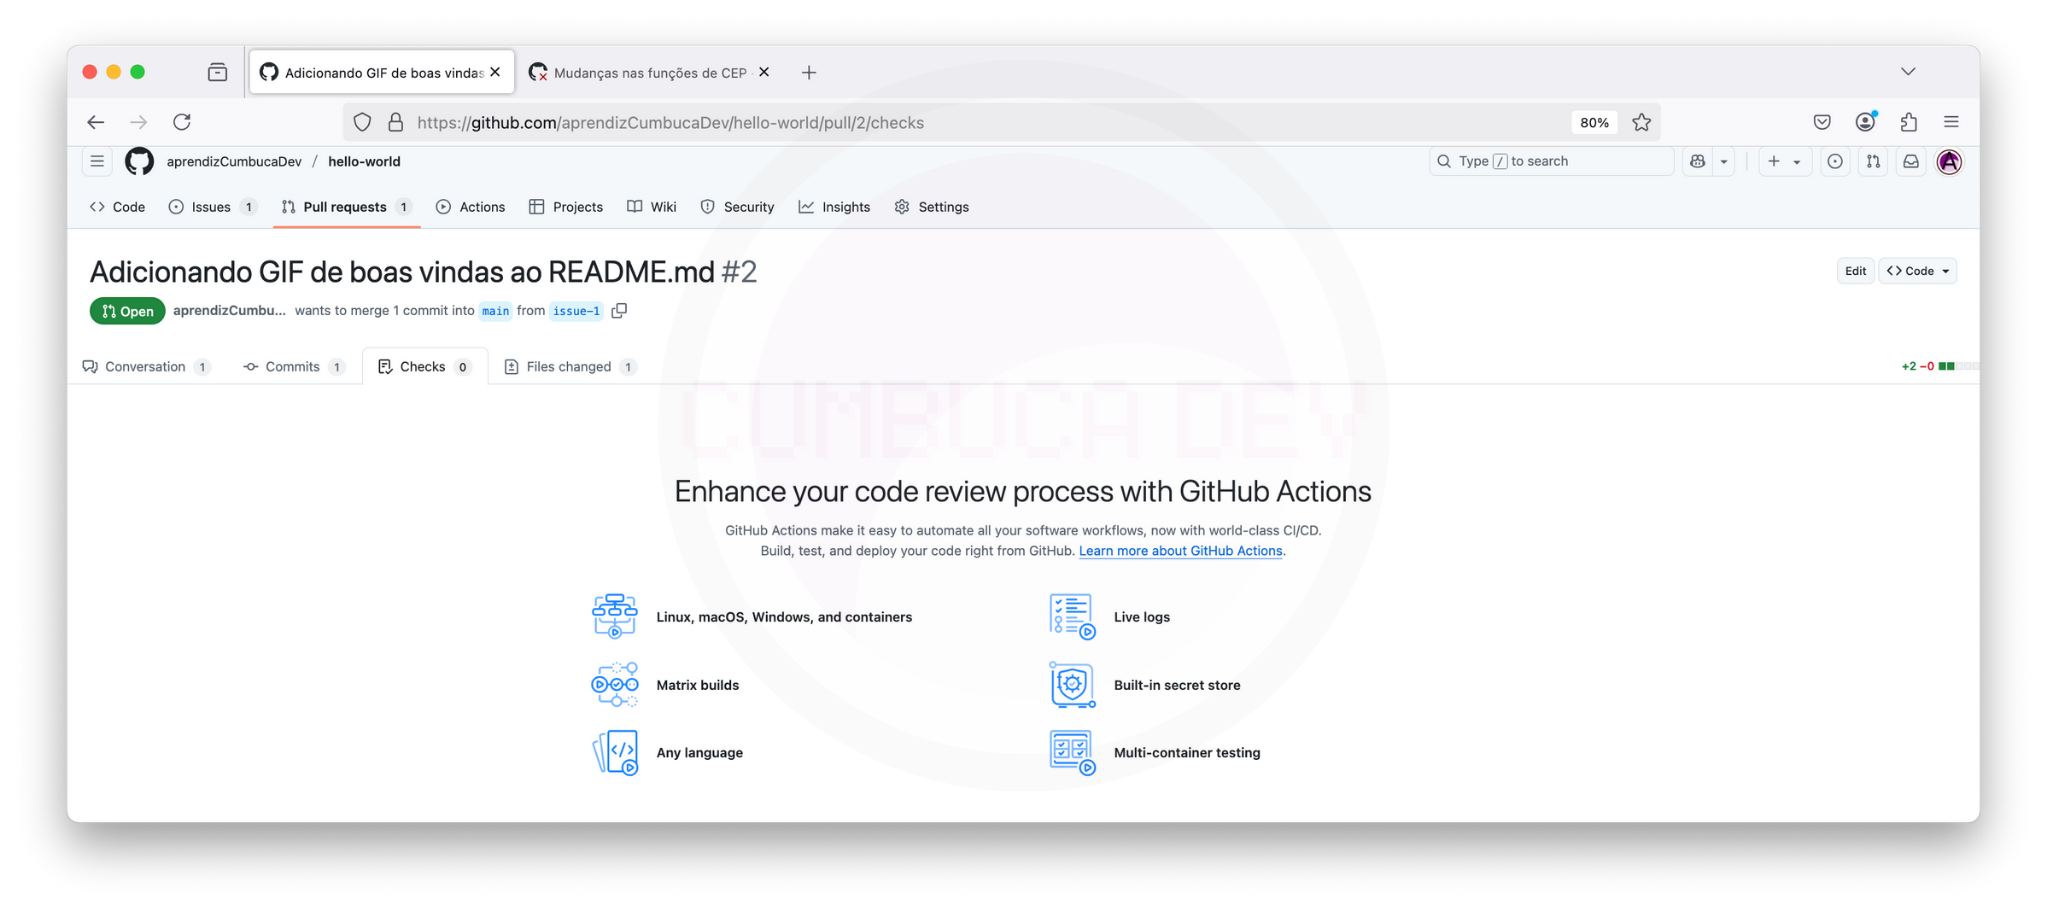 Adicionando GIF de boas vindas
Mudanças nas funções de CEP
https://github.com/aprendizCumbucaDev/hello-world/pull/2/checks
80%
aprendizCumbucaDev / hello-world
Type / to search
Code
Issues 1
Pull requests 1
Actions
Projects
Wiki
Security
Insights
Settings
Adicionando GIF de boas vindas ao README.md #2
Edit
Code
Open
aprendizCumbu... wants to merge 1 commit into main from issue-1
Conversation 1
Commits 1
Checks 0
Files changed 1
+2 −0
CUMBUCA DEV
Enhance your code review process with GitHub Actions
GitHub Actions make it easy to automate all your software workflows, now with world-class CI/CD.
Build, test, and deploy your code right from GitHub. Learn more about GitHub Actions.
Linux, macOS, Windows, and containers
Live logs
Matrix builds
Built-in secret store
Any language
Multi-container testing